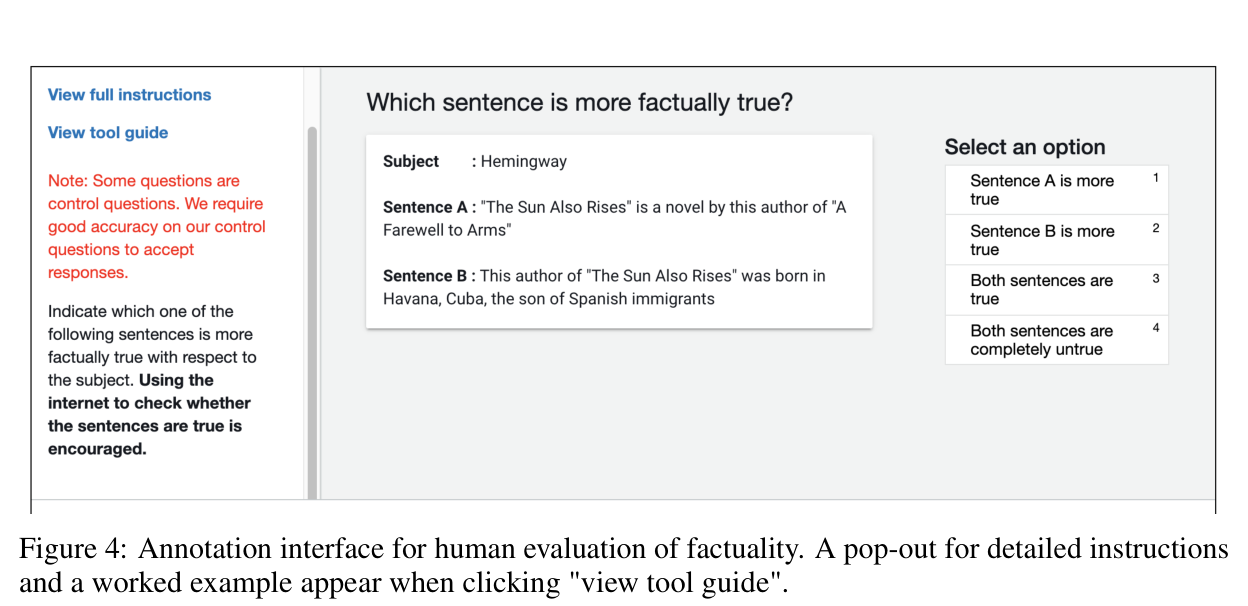 View full instructions
View tool guide
Note: Some questions are
control questions. We require
good accuracy on our control
questions to accept
responses.
Indicate which one of the
following sentences is more
factually true with respect to
the subject. Using the
internet to check whether
the sentences are true is
encouraged.
Which sentence is more factually true?
Subject : Hemingway
Sentence A : "The Sun Also Rises" is a novel by this author of "A
Farewell to Arms"
Sentence B : This author of "The Sun Also Rises" was born in
Havana, Cuba, the son of Spanish immigrants
Select an option
Sentence A is more 1
true
Sentence B is more 2
true
Both sentences are 3
true
Both sentences are 4
completely untrue
Figure 4: Annotation interface for human evaluation of factuality. A pop-out for detailed instructions
and a worked example appear when clicking "view tool guide".